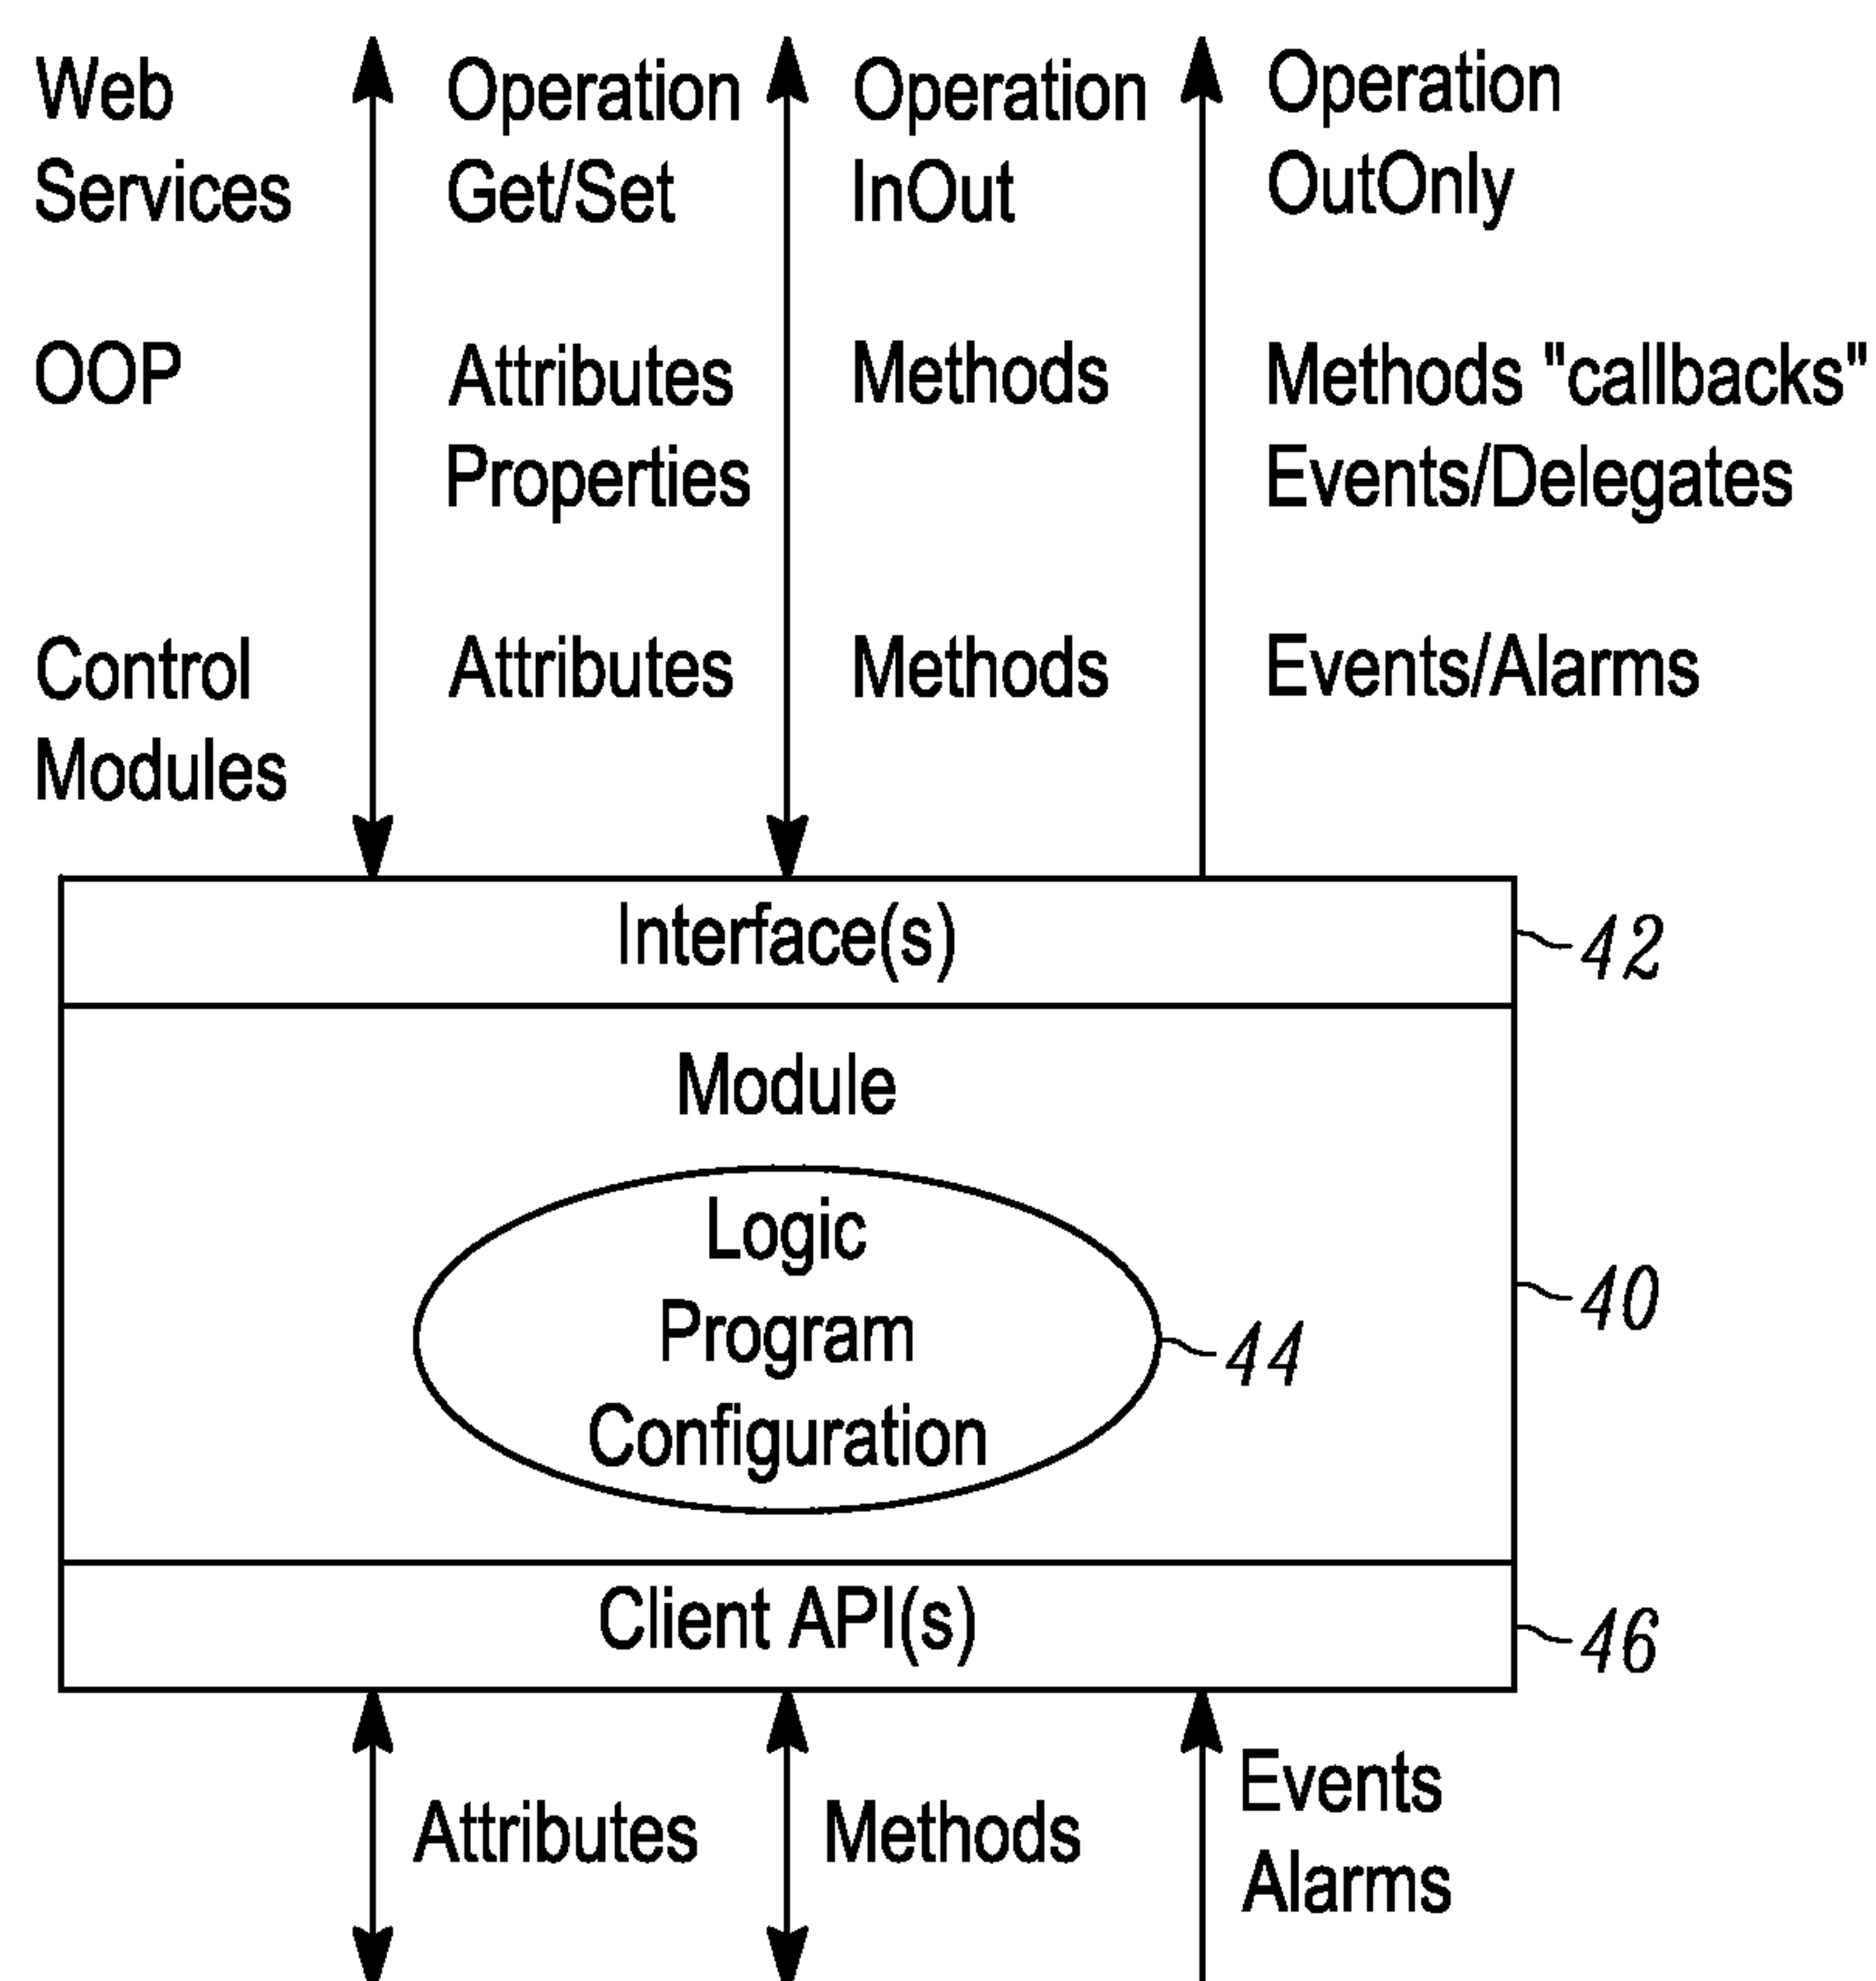 Web Operation Operation Operation
Services Get/Set InOut OutOnly
OOP Attributes Methods Methods "callbacks"
Properties Events/Delegates
Control Attributes Methods Events/Alarms
Modules
Interface(s) 42
Module
Logic
Program 40
Configuration 44
Client API(s) 46
Attributes Methods Events
Alarms